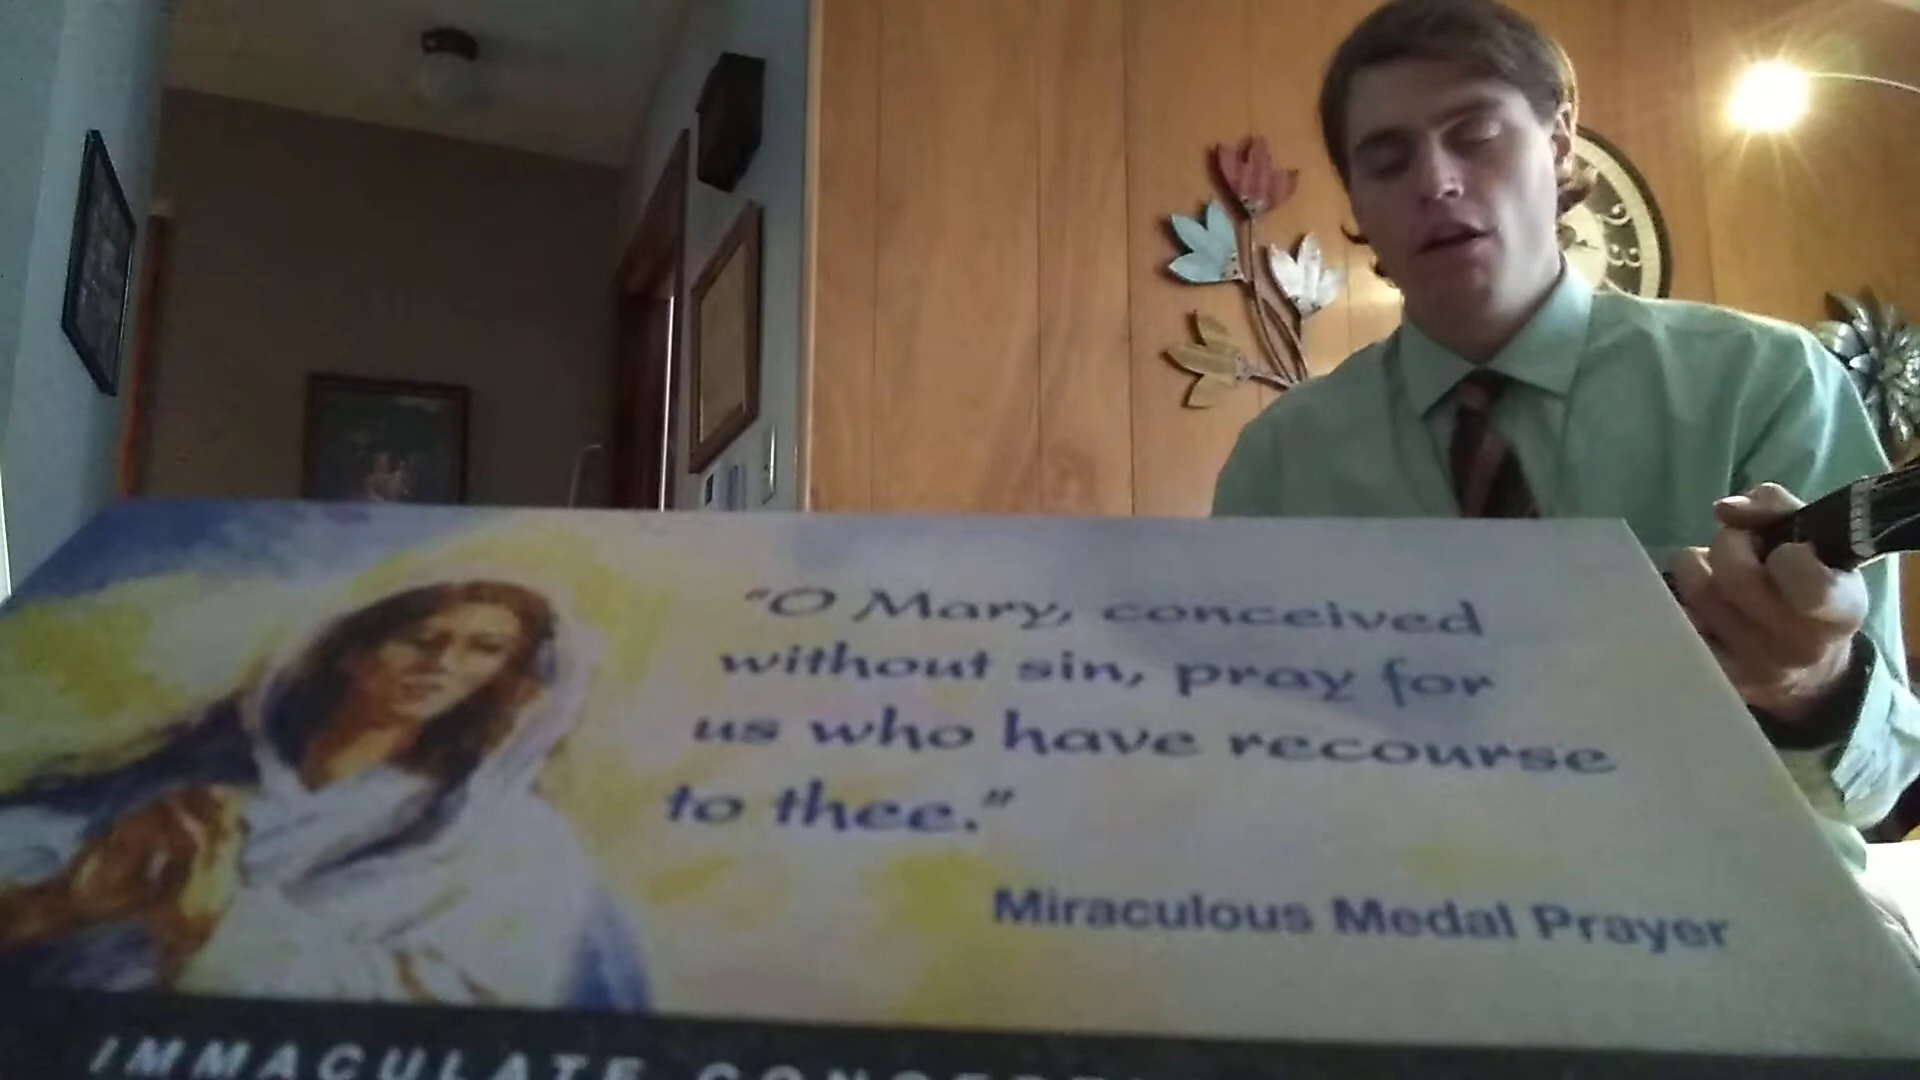 "O Mary, conceived
without sin, pray for
us who have recourse
to thee."
Miraculous Medal Prayer
IMMACULATE